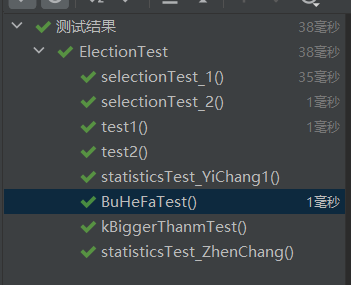 测试结果 38毫秒
ElectionTest 38毫秒
selectionTest_1() 35毫秒
selectionTest_2() 1毫秒
test1() 1毫秒
test2()
statisticsTest_YiChang1()
BuHeFaTest() 1毫秒
kBiggerThanmTest()
statisticsTest_ZhenChang()